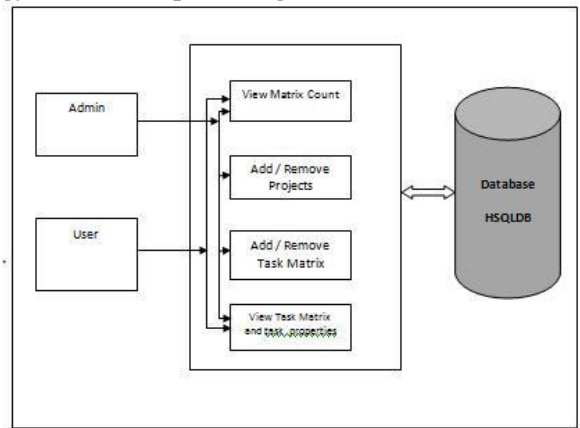 Admin
User
View Matrix Count
Add / Remove
Projects
Add / Remove
Task Matrix
View Task Matrix
and task properties
Database
HSQLDB